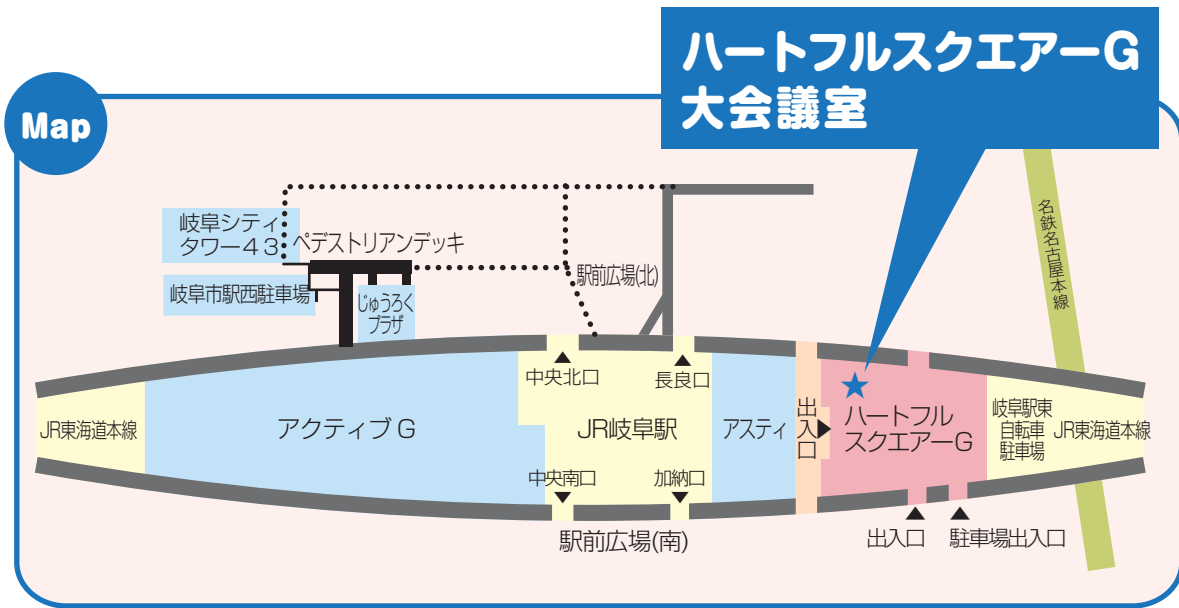 ハートフルスクエアーG
大会議室
Map
岐阜シティ
タワー43
ペデストリアンデッキ
岐阜市駅西駐車場
じゅうろく
プラザ
駅前広場(北)
名鉄名古屋本線
中央北口
長良口
JR東海道本線
アクティブG
JR岐阜駅
アスティ
出入口
ハートフル
スクエアーG
岐阜駅東
自転車
駐車場
JR東海道本線
中央南口
加納口
駅前広場(南)
出入口
駐車場出入口